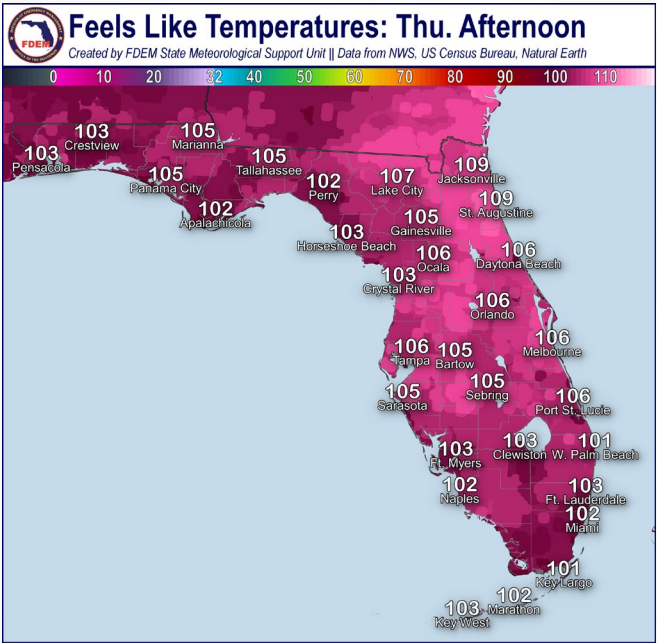 Feels Like Temperatures: Thu. Afternoon
Created by FDEM State Meteorological Support Unit || Data from NWS, US Census Bureau, Natural Earth
FDEM
0 10 20 32 40 50 60 70 80 90 100 110
103
Crestview
105
Marianna
103
Pensacola
105
Tallahassee
105
Panama City
102
Perry
107
Lake City
109
Jacksonville
102
Apalachicola
109
St. Augustine
105
Gainesville
103
Horseshoe Beach
106
Ocala
106
Daytona Beach
103
Crystal River
106
Orlando
106
Melbourne
106
Tampa
105
Bartow
105
Sebring
105
Sarasota
106
Port St. Lucie
103
Ft. Myers
103
Clewiston
101
W. Palm Beach
102
Naples
103
Ft. Lauderdale
102
Miami
101
Key Largo
102
Marathon
103
Key West